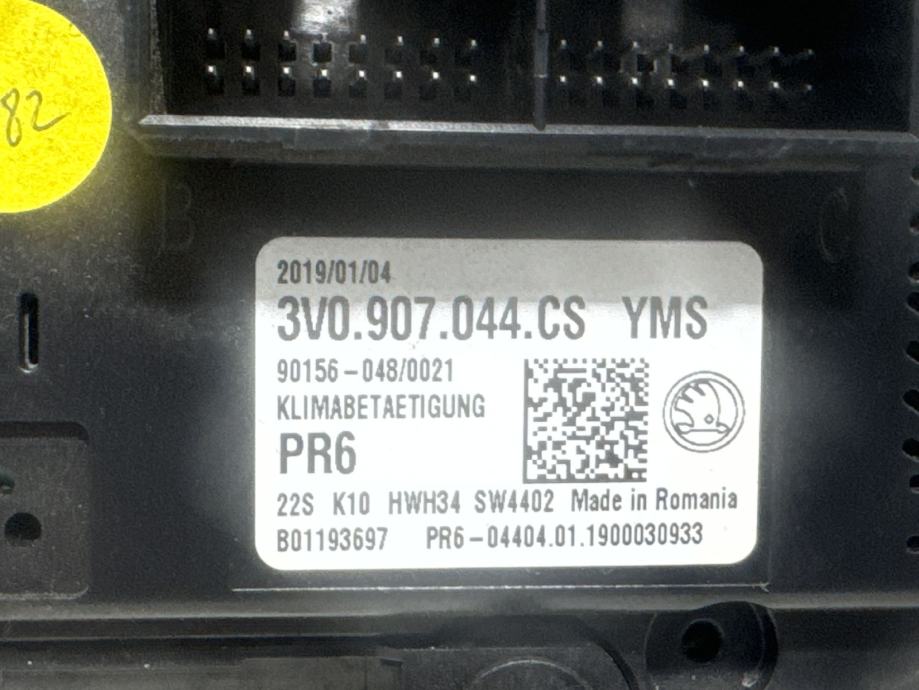 82
B
C
2019/01/04
3V0.907.044.CS YMS
90156-048/0021
KLIMABETAETIGUNG
PR6
22S K10 HWH34 SW4402 Made in Romania
B01193697 PR6-04404.01.1900030933